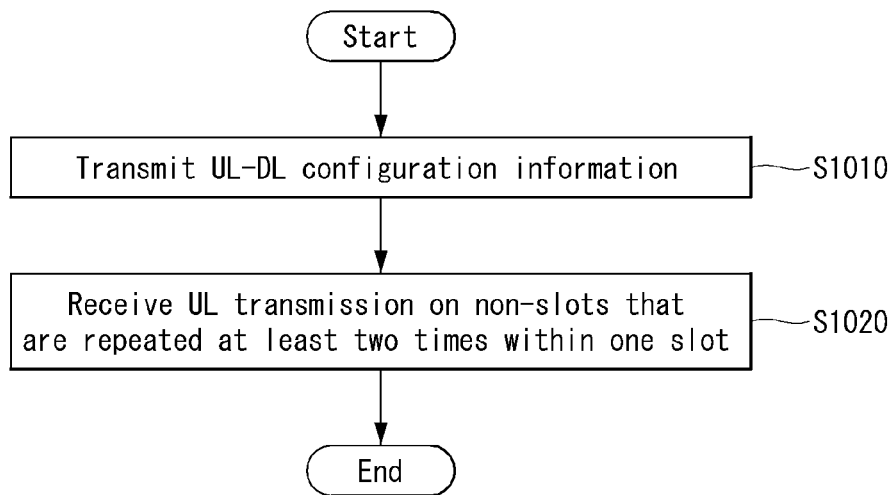 Start
Transmit UL-DL configuration information
S1010
Receive UL transmission on non-slots that
are repeated at least two times within one slot
S1020
End